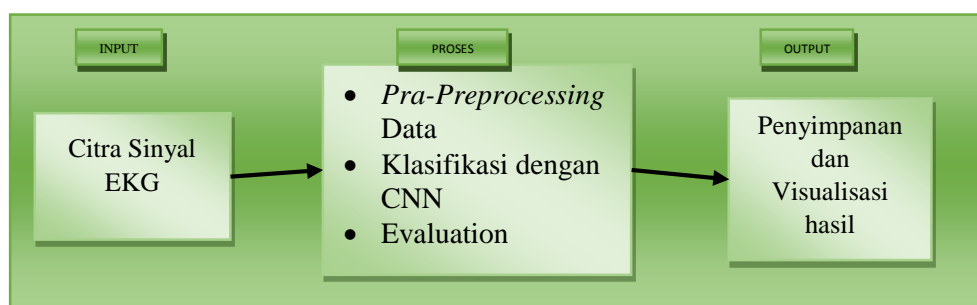 INPUT
Citra Sinyal
EKG
PROSES
• Pra-Preprocessing
Data
• Klasifikasi dengan
CNN
• Evaluation
OUTPUT
Penyimpanan
dan
Visualisasi
hasil